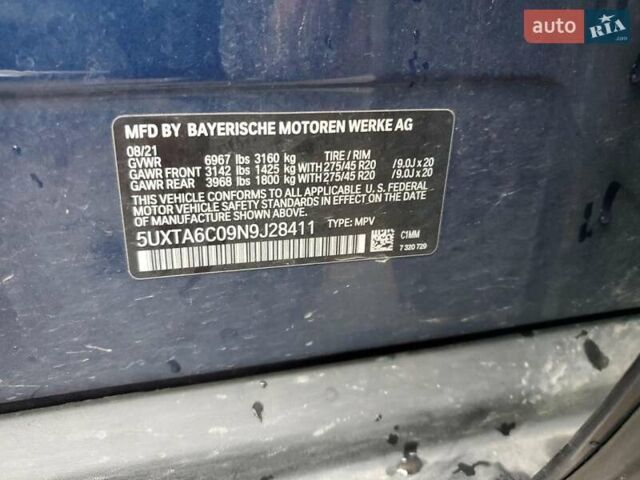 auto RIA
.com
MFD BY BAYERISCHE MOTOREN WERKE AG
08/21
GVWR 6967 lbs 3160 kg TIRE / RIM
GAWR FRONT 3142 lbs 1425 kg WITH 275/45 R20 / 9.0J x 20
GAWR REAR 3968 lbs 1800 kg WITH 275/45 R20 / 9.0J x 20
THIS VEHICLE CONFORMS TO ALL APPLICABLE U. S. FEDERAL
MOTOR VEHICLE SAFETY STANDARDS IN EFFECT ON THE DATE OF
MANUFACTURE SHOWN ABOVE.
5UXTA6C09N9J28411 TYPE: MPV
C1MM
7 320 729